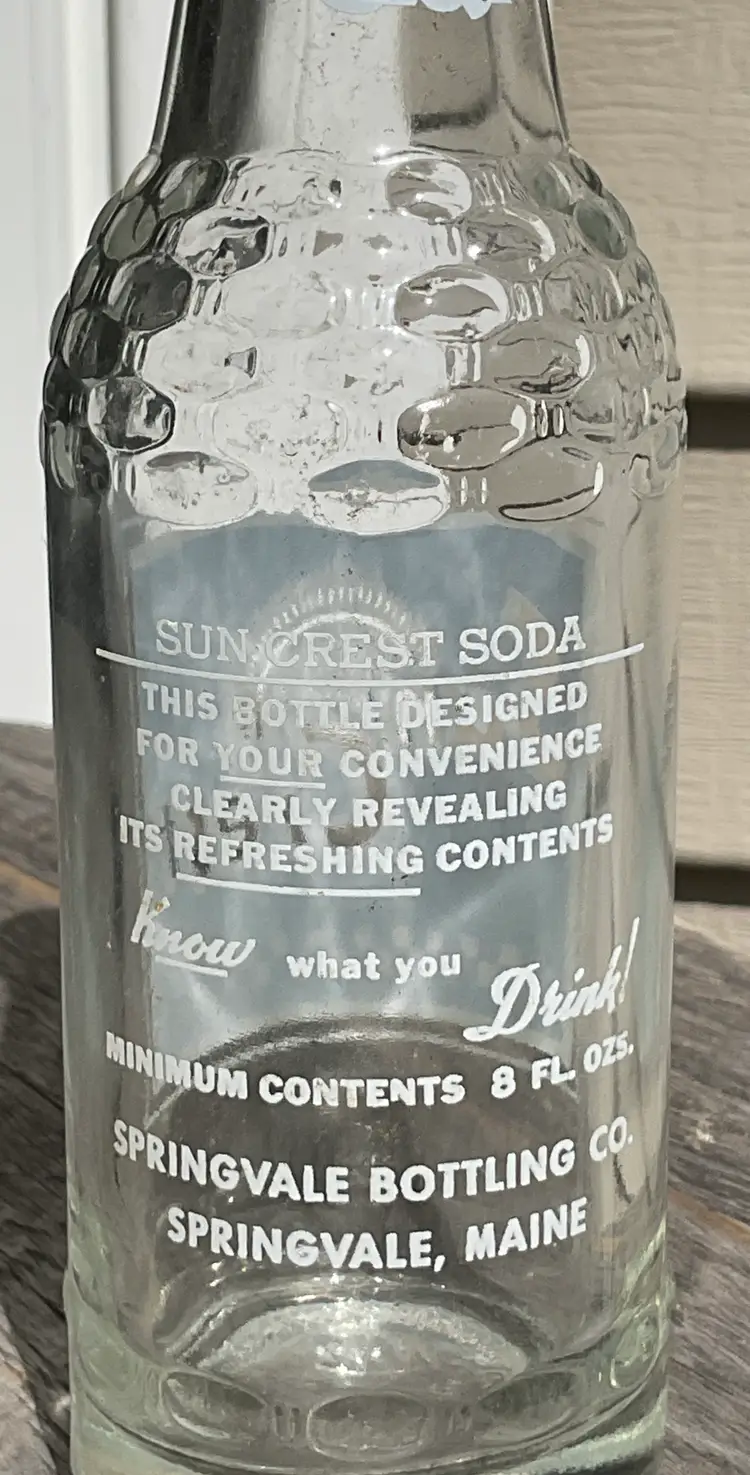 SUN CREST SODA
THIS BOTTLE DESIGNED
FOR YOUR CONVENIENCE
CLEARLY REVEALING
ITS REFRESHING CONTENTS
Know what you Drink!
MINIMUM CONTENTS 8 FL. OZS.
SPRINGVALE BOTTLING CO.
SPRINGVALE, MAINE